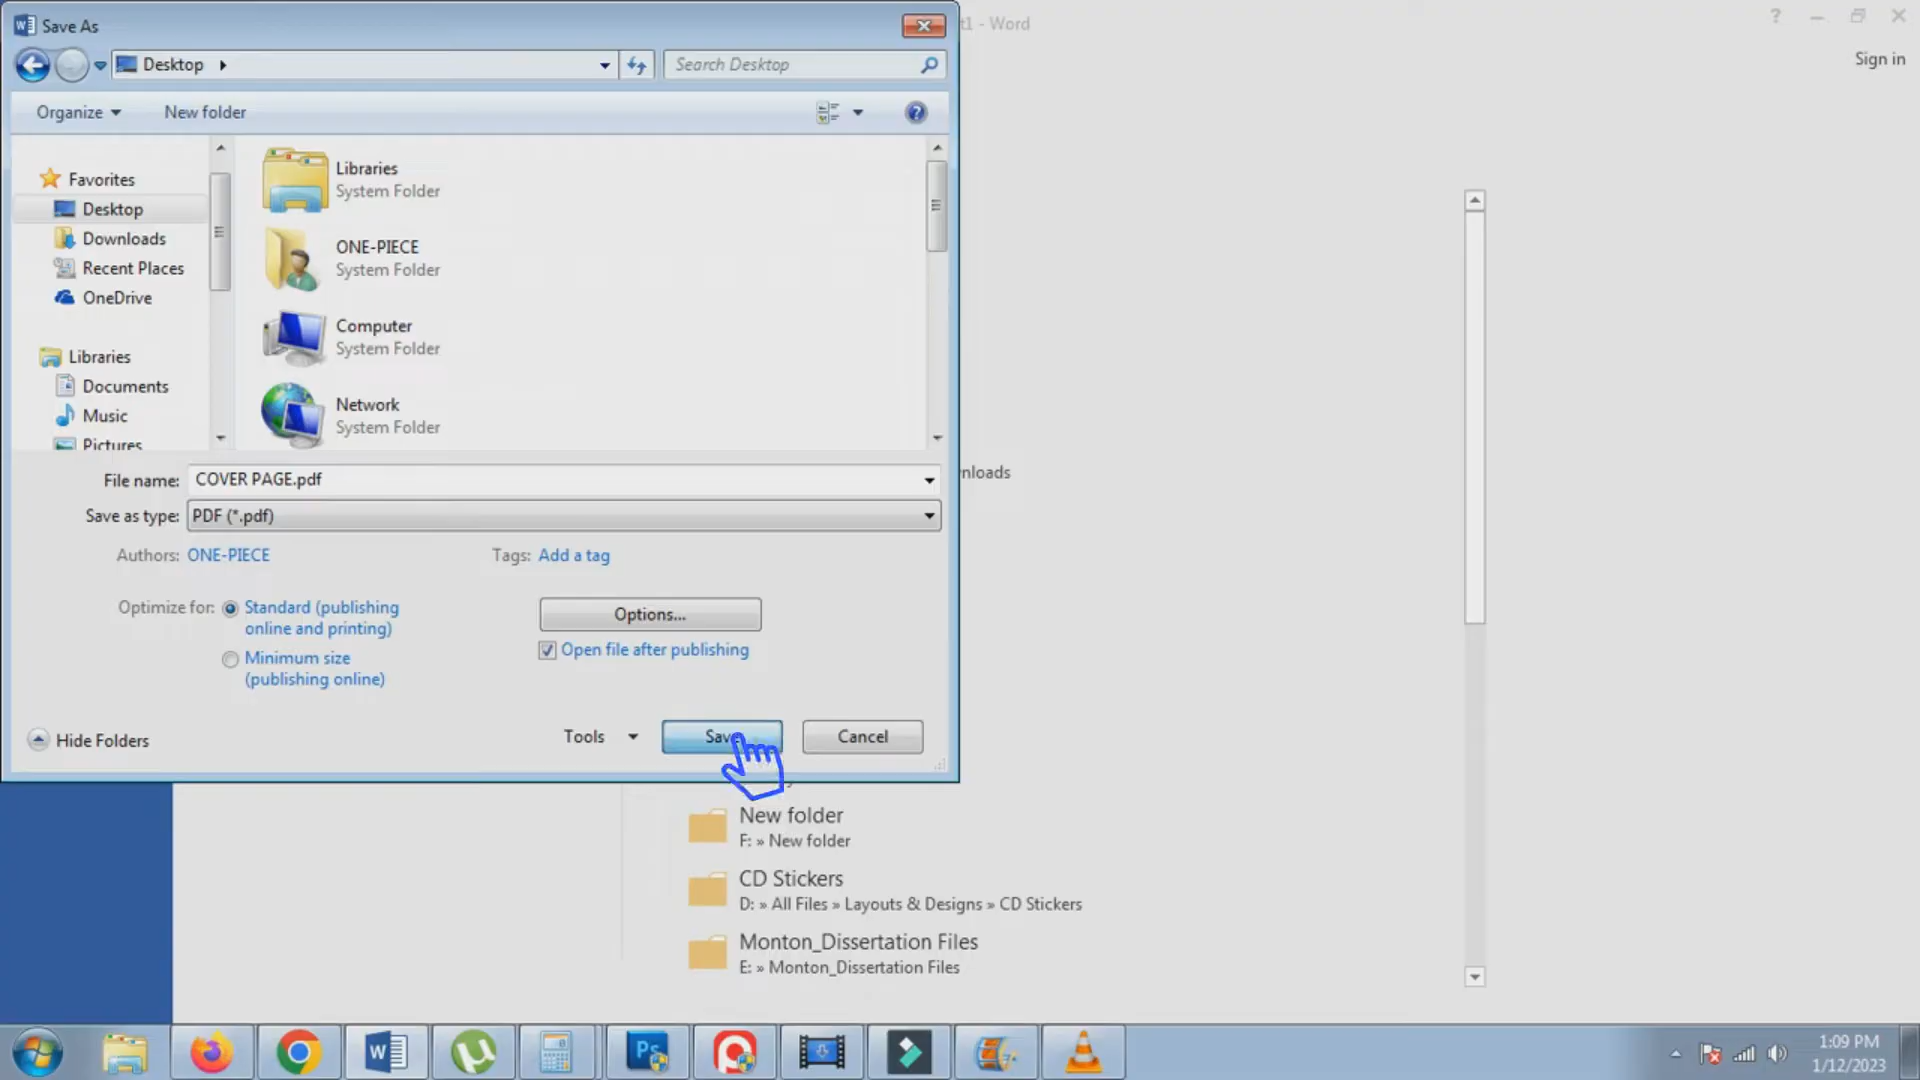 Save As
t1 - Word
?
Sign in
Desktop
Search Desktop
Organize
New folder
?
Favorites
Desktop
Downloads
Recent Places
OneDrive
Libraries
Documents
Music
Pictures
Libraries
System Folder
ONE-PIECE
System Folder
Computer
System Folder
Network
System Folder
File name: COVER PAGE.pdf
nloads
Save as type: PDF (*.pdf)
Authors: ONE-PIECE
Tags: Add a tag
Optimize for: Standard (publishing
online and printing)
Minimum size
(publishing online)
Options...
Open file after publishing
Hide Folders
Tools
Save
Cancel
New folder
F: » New folder
CD Stickers
D: » All Files » Layouts & Designs » CD Stickers
Monton_Dissertation Files
E: » Monton_Dissertation Files
W
Ps
1:09 PM
1/12/2023